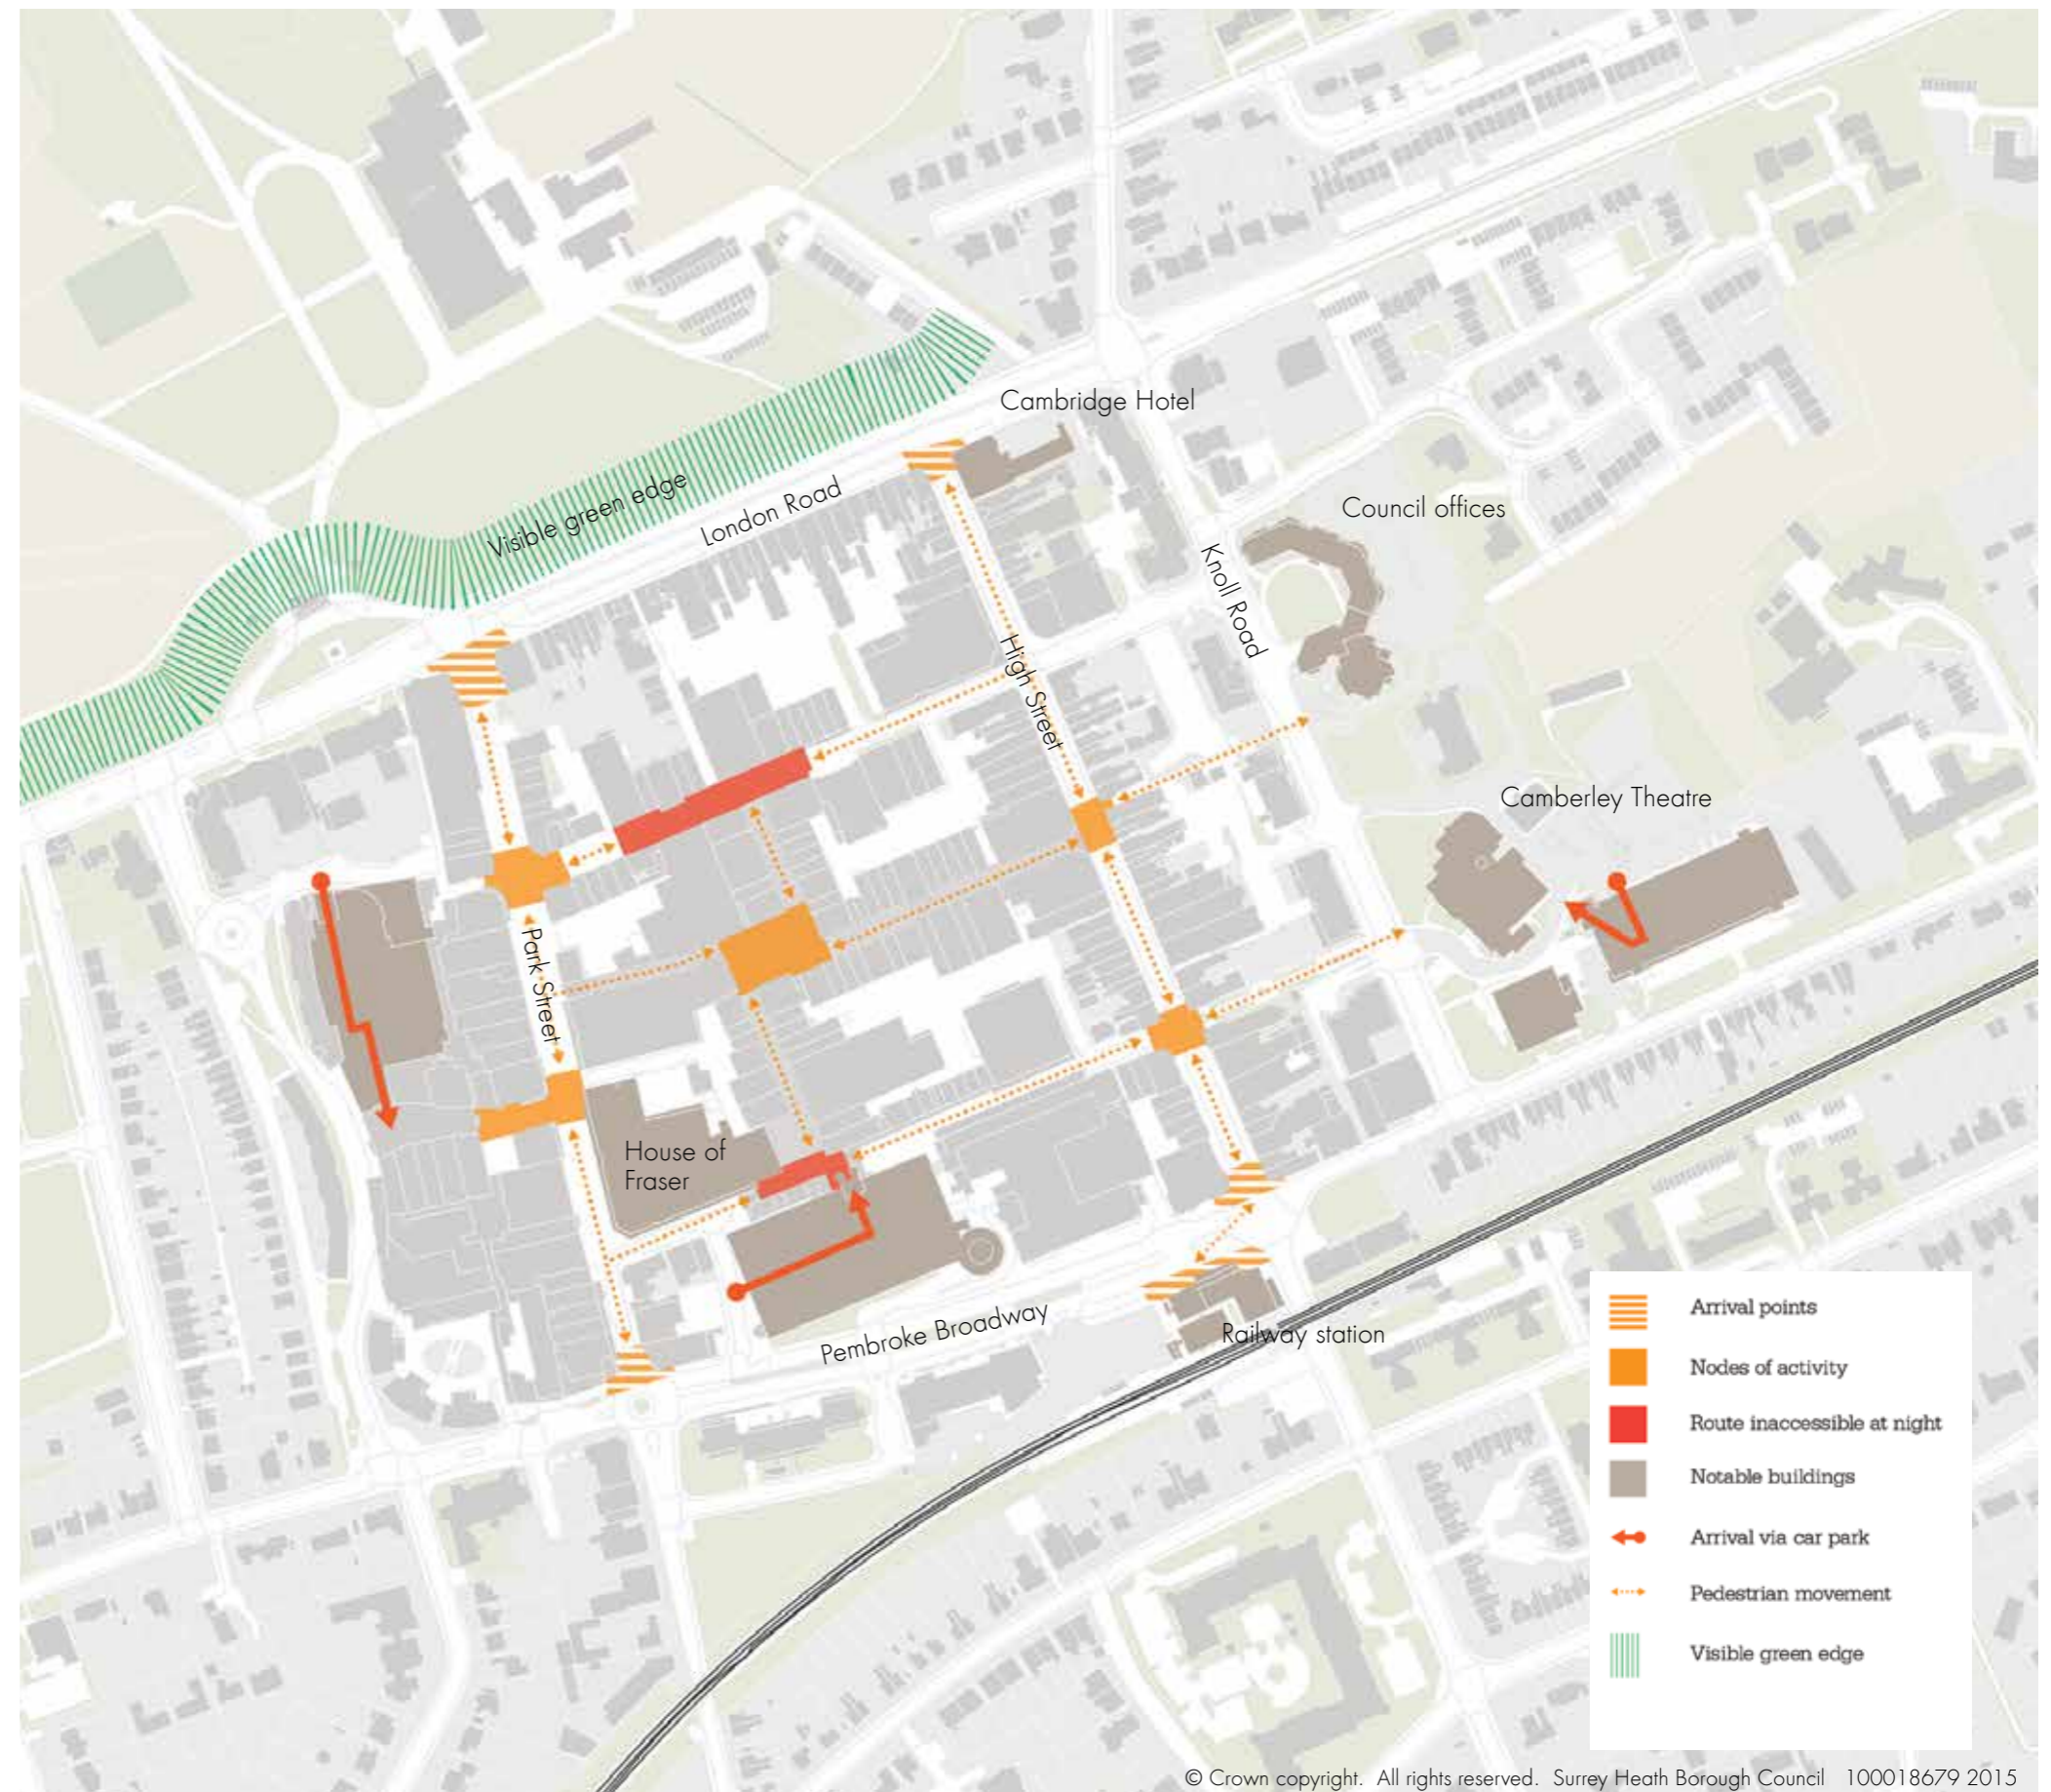 Cambridge Hotel
Visible green edge
London Road
Council offices
Knoll Road
High Street
Camberley Theatre
Park Street
House of
Fraser
Pembroke Broadway
Railway station
Arrival points
Nodes of activity
Route inaccessible at night
Notable buildings
Arrival via car park
Pedestrian movement
Visible green edge
© Crown copyright. All rights reserved. Surrey Heath Borough Council 100018679 2015